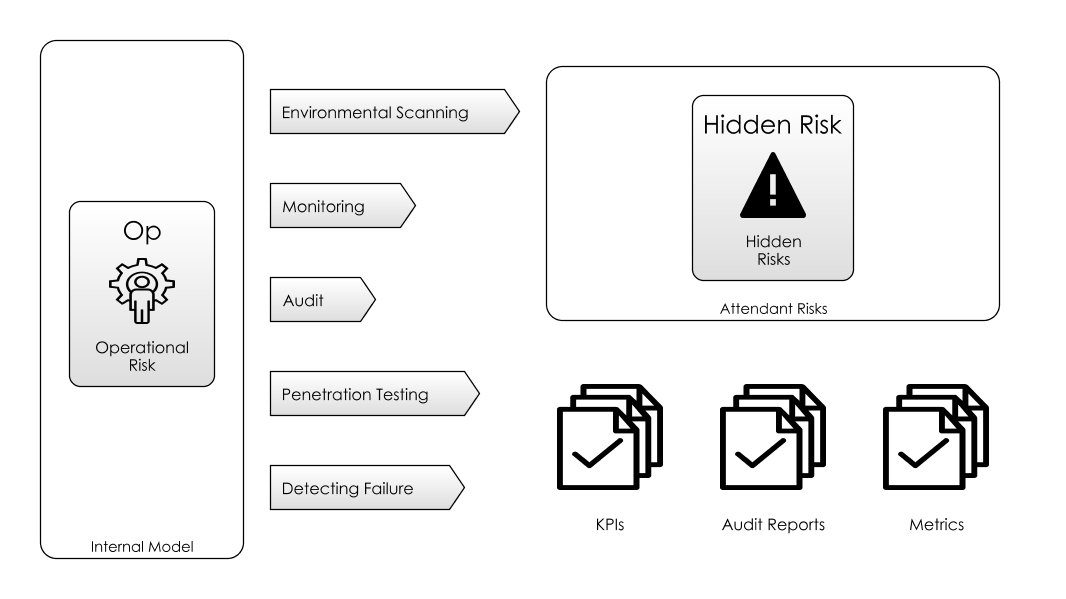 Op
Operational
Risk
Internal Model
Environmental Scanning
Monitoring
Audit
Penetration Testing
Detecting Failure
Hidden Risk
Hidden
Risks
Attendant Risks
KPIs
Audit Reports
Metrics